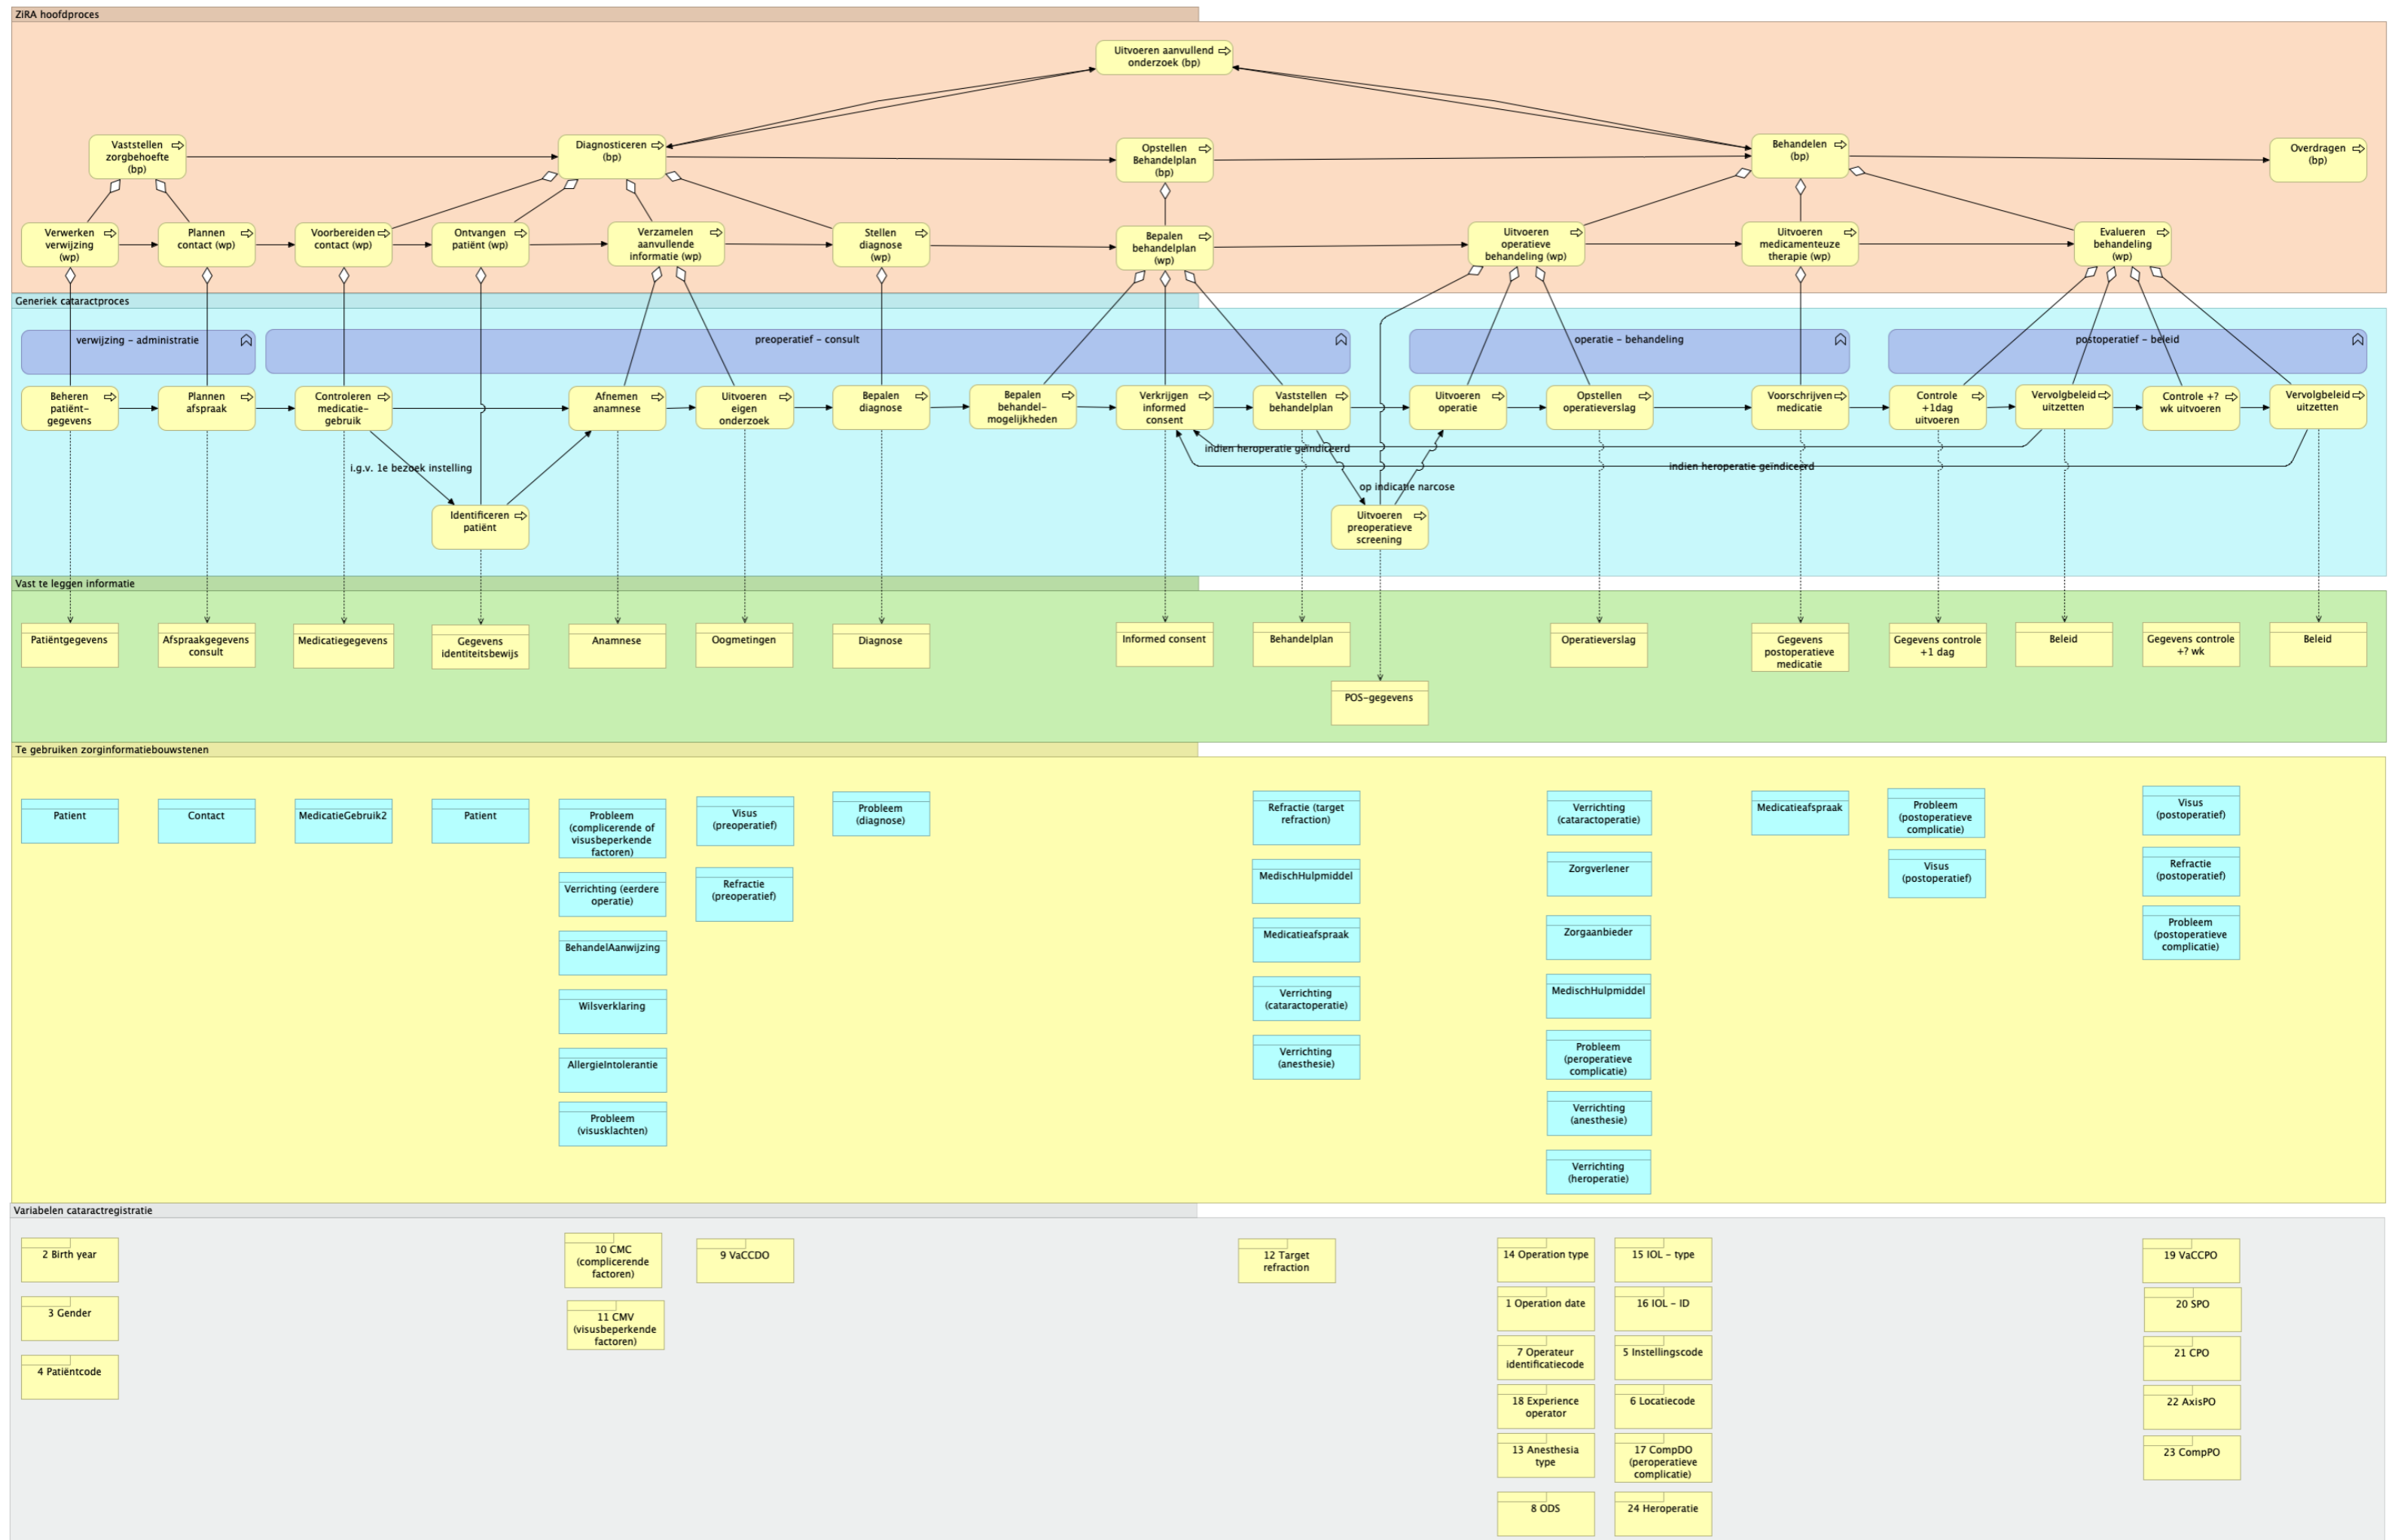 ZiRA hoofdproces
Uitvoeren aanvullend
onderzoek (bp)
Vaststellen
zorgbehoefte
(bp)
Diagnosticeren
(bp)
Opstellen
Behandelplan
(bp)
Behandelen
(bp)
Overdragen
(bp)
Verwerken
verwijzing
(wp)
Plannen
contact (wp)
Voorbereiden
contact (wp)
Ontvangen
patiënt (wp)
Verzamelen
aanvullende
informatie (wp)
Stellen
diagnose
(wp)
Bepalen
behandelplan
(wp)
Uitvoeren
operatieve
behandeling (wp)
Uitvoeren
medicamenteuze
therapie (wp)
Evalueren
behandeling
(wp)
Generiek cataractproces
verwijzing - administratie
preoperatief - consult
operatie - behandeling
postoperatief - beleid
Beheren
patiënt-
gegevens
Plannen
afspraak
Controleren
medicatie-
gebruik
Afnemen
anamnese
Uitvoeren
eigen
onderzoek
Bepalen
diagnose
Bepalen
behandel-
mogelijkheden
Verkrijgen
informed
consent
Vaststellen
behandelplan
Uitvoeren
operatie
Opstellen
operatieverslag
Voorschrijven
medicatie
Controle
+1dag
uitvoeren
Vervolgbeleid
uitzetten
Controle +?
wk uitvoeren
Vervolgbeleid
uitzetten
indien heroperatie geïndiceerd
i.g.v. 1e bezoek instelling
indien heroperatie geïndiceerd
op indicatie narcose
Identificeren
patiënt
Uitvoeren
preoperatieve
screening
Vast te leggen informatie
Patiëntgegevens
Afspraakgegevens
consult
Medicatiegegevens
Gegevens
identiteitsbewijs
Anamnese
Oogmetingen
Diagnose
Informed consent
Behandelplan
Operatieverslag
Gegevens
postoperatieve
medicatie
Gegevens controle
+1 dag
Beleid
Gegevens controle
+? wk
Beleid
POS-gegevens
Te gebruiken zorginformatiebouwstenen
Patient
Contact
MedicatieGebruik2
Patient
Probleem
(complicerende of
visusbeperkende
factoren)
Visus
(preoperatief)
Probleem
(diagnose)
Refractie (target
refraction)
Verrichting
(cataractoperatie)
Medicatieafspraak
Probleem
(postoperatieve
complicatie)
Visus
(postoperatief)
Verrichting (eerdere
operatie)
Refractie
(preoperatief)
MedischHulpmiddel
Zorgverlener
Visus
(postoperatief)
Refractie
(postoperatief)
BehandelAanwijzing
Medicatieafspraak
Zorgaanbieder
Probleem
(postoperatieve
complicatie)
Wilsverklaring
Verrichting
(cataractoperatie)
MedischHulpmiddel
AllergieIntolerantie
Verrichting
(anesthesie)
Probleem
(peroperatieve
complicatie)
Probleem
(visusklachten)
Verrichting
(anesthesie)
Verrichting
(heroperatie)
Variabelen cataractregistratie
2 Birth year
10 CMC
(complicerende
factoren)
9 VaCCDO
12 Target
refraction
14 Operation type
15 IOL - type
19 VaCCPO
3 Gender
11 CMV
(visusbeperkende
factoren)
1 Operation date
16 IOL - ID
20 SPO
4 Patiëntcode
7 Operateur
identificatiecode
5 Instellingscode
21 CPO
18 Experience
operator
6 Locatiecode
22 AxisPO
13 Anesthesia
type
17 CompDO
(peroperatieve
complicatie)
23 CompPO
8 ODS
24 Heroperatie